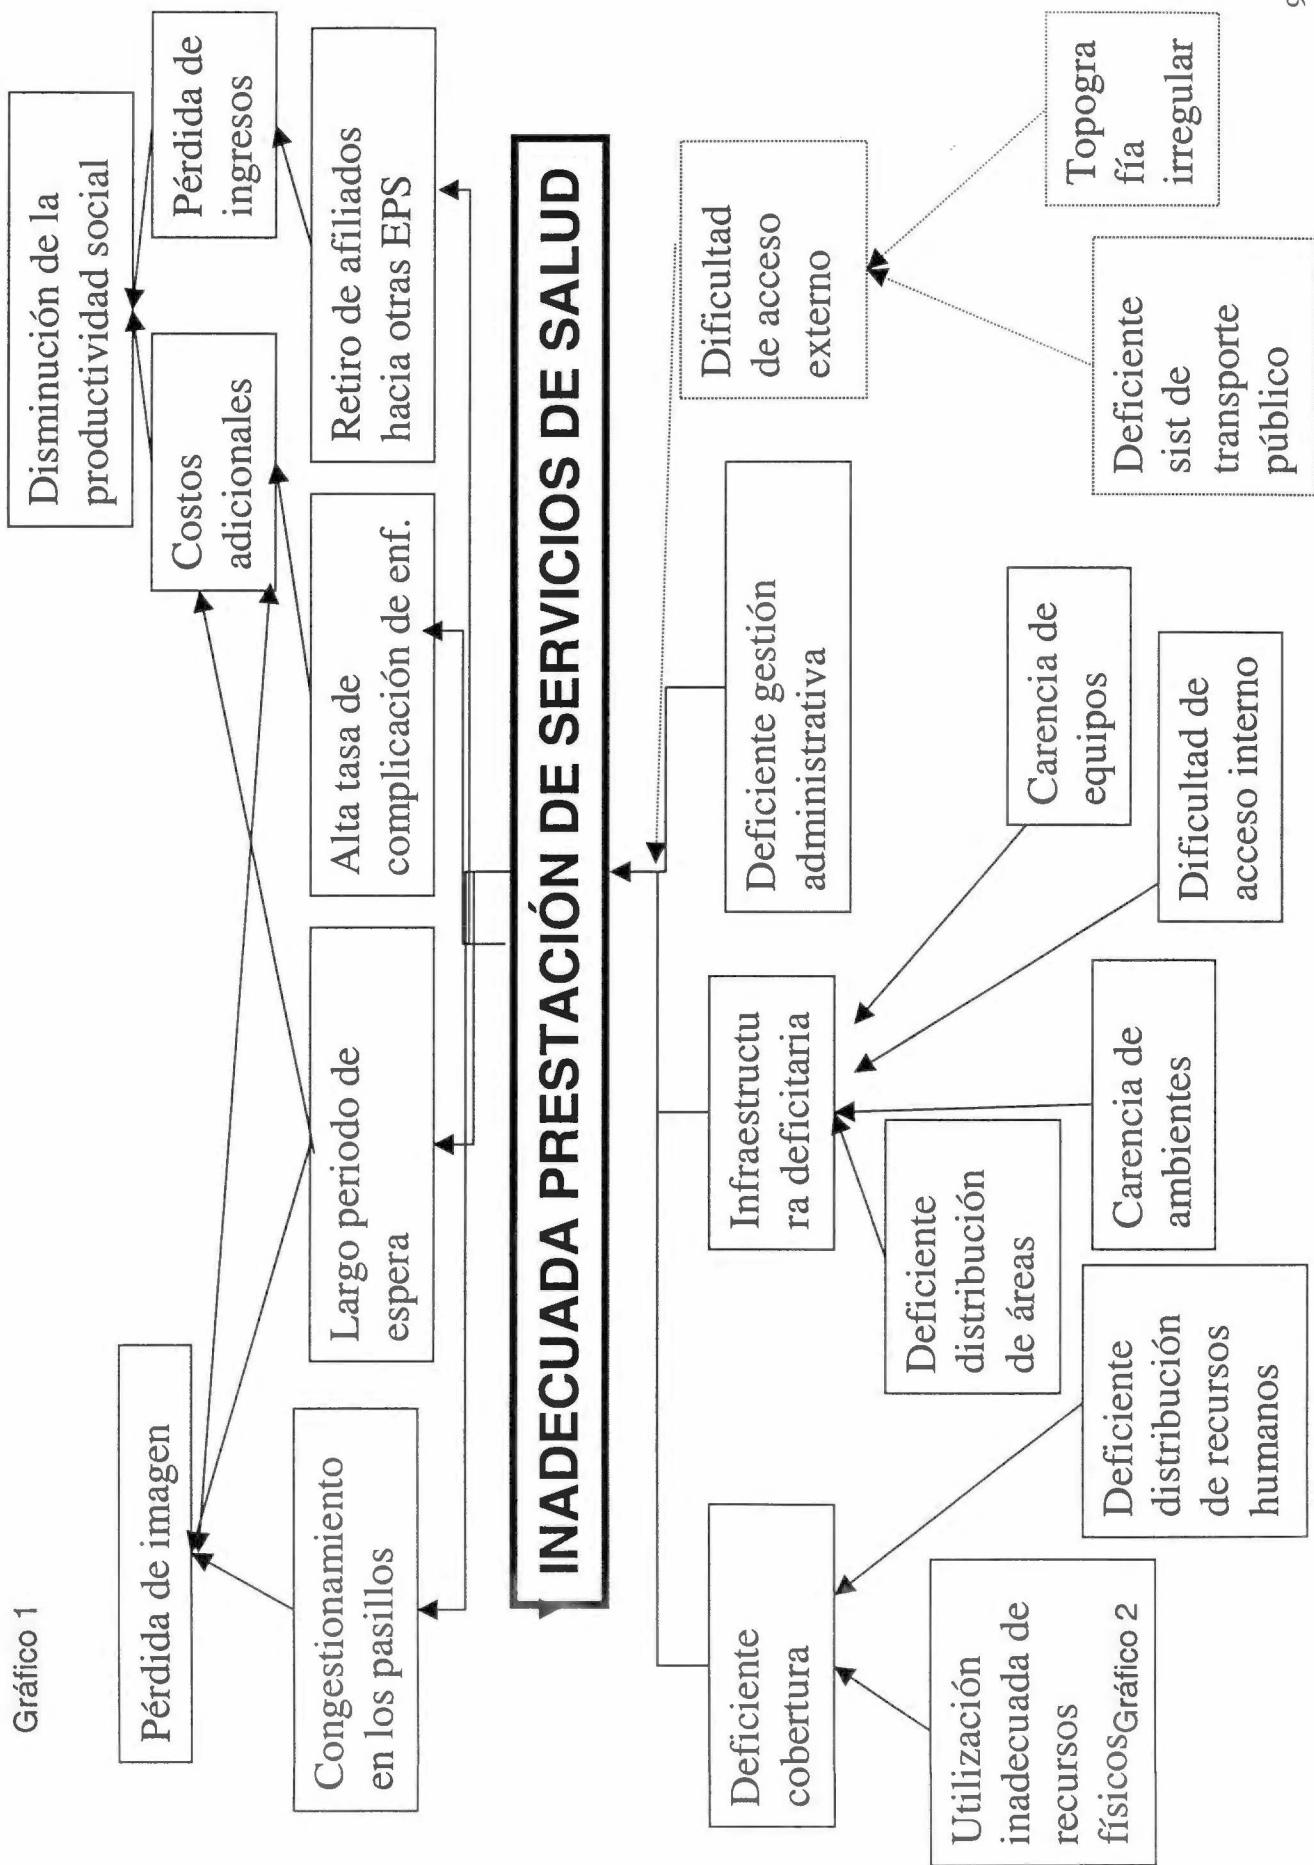 Gráfico 1
Disminución de la
productividad social
Pérdida de imagen
Costos
adicionales
Pérdida de
ingresos
Congestionamiento
en los pasillos
Largo periodo de
espera
Alta tasa de
complicación de enf.
Retiro de afiliados
hacia otras EPS
INADECUADA PRESTACIÓN DE SERVICIOS DE SALUD
Deficiente
cobertura
Infraestructu
ra deficitaria
Deficiente gestión
administrativa
Dificultad
de acceso
externo
Utilización
inadecuada de
recursos
físicos
Gráfico 2
Deficiente
distribución
de recursos
humanos
Deficiente
distribución
de áreas
Carencia de
ambientes
Dificultad de
acceso interno
Carencia de
equipos
Deficiente
sist de
transporte
público
Topogra
fía
irregular